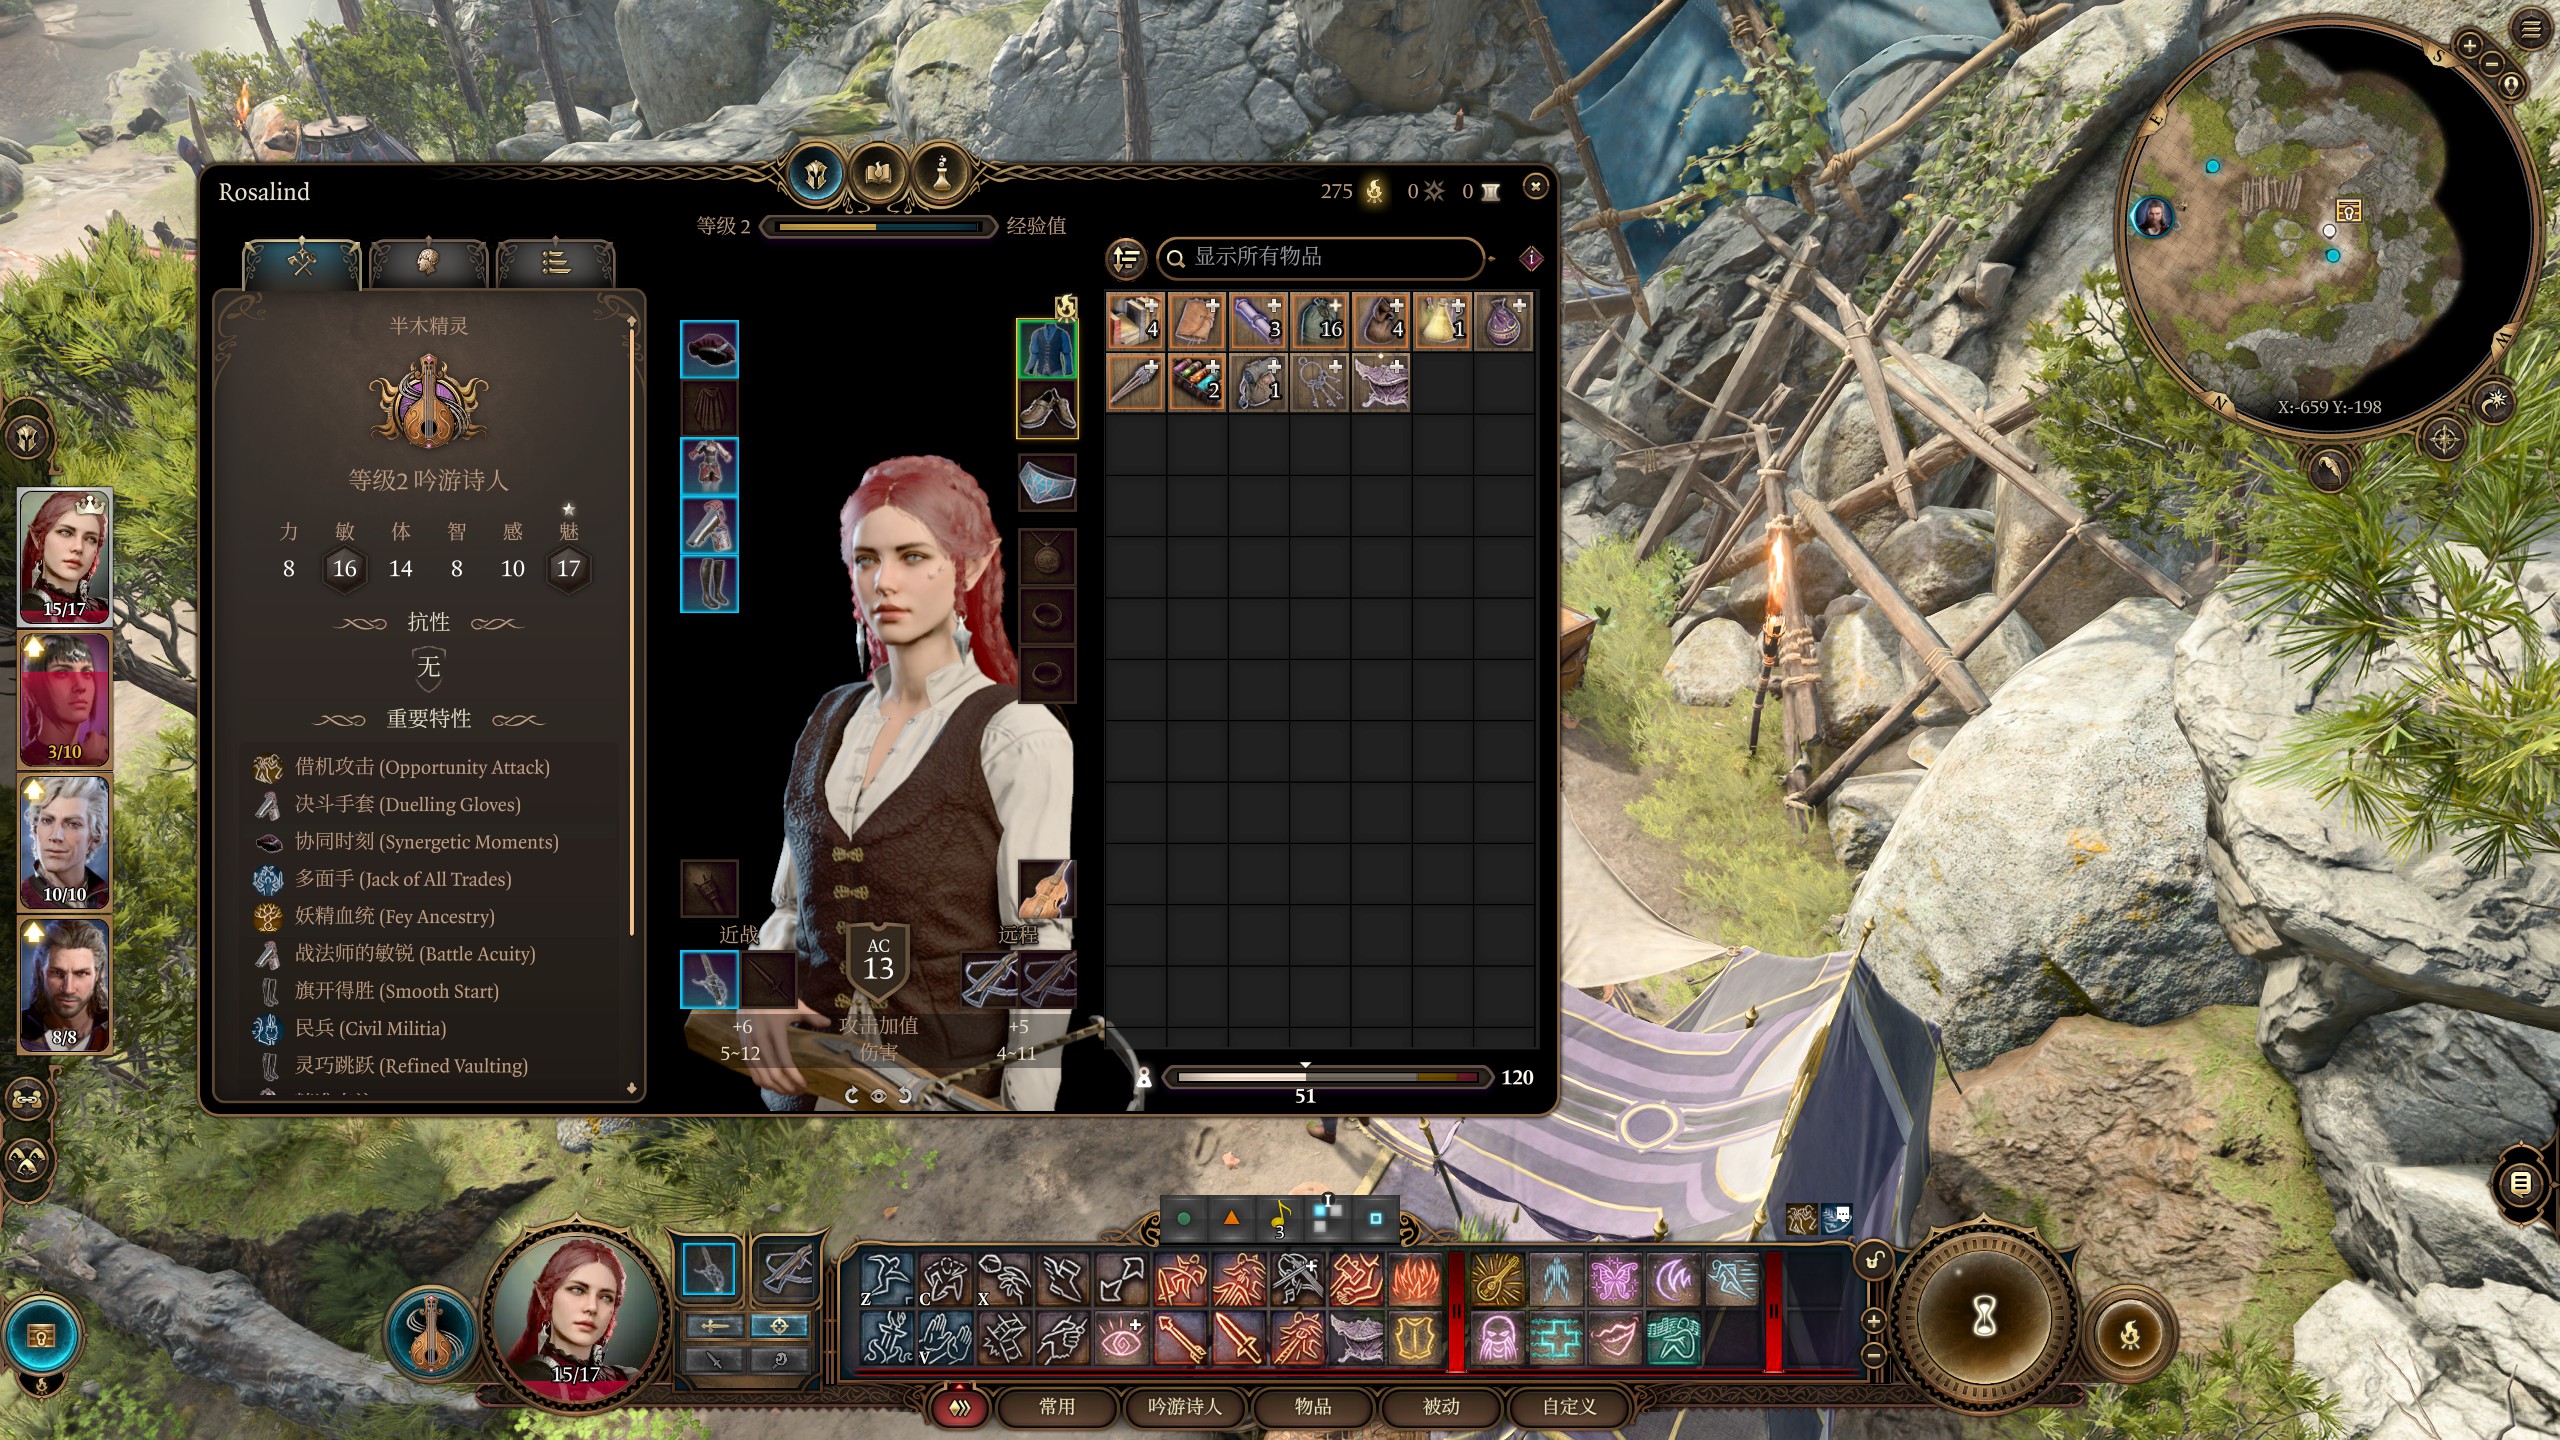 Rosalind
275
0
0
等级 2
经验值
显示所有物品
半木精灵
等级2 吟游诗人
力 敏 体 智 感 魅
8 16 14 8 10 17
抗性
无
重要特性
借机攻击 (Opportunity Attack)
决斗手套 (Duelling Gloves)
协同时刻 (Synergetic Moments)
多面手 (Jack of All Trades)
妖精血统 (Fey Ancestry)
战法师的敏锐 (Battle Acuity)
旗开得胜 (Smooth Start)
民兵 (Civil Militia)
灵巧跳跃 (Refined Vaulting)
近战
AC
13
远程
+6 攻击加值 +5
5~12 伤害 4~11
4 3 16 4 1
2 1
120
51
S
E
W
N
X:-659 Y:-198
15/17
3/10
10/10
8/8
15/17
3
I
Z C X
V
常用
吟游诗人
物品
被动
自定义